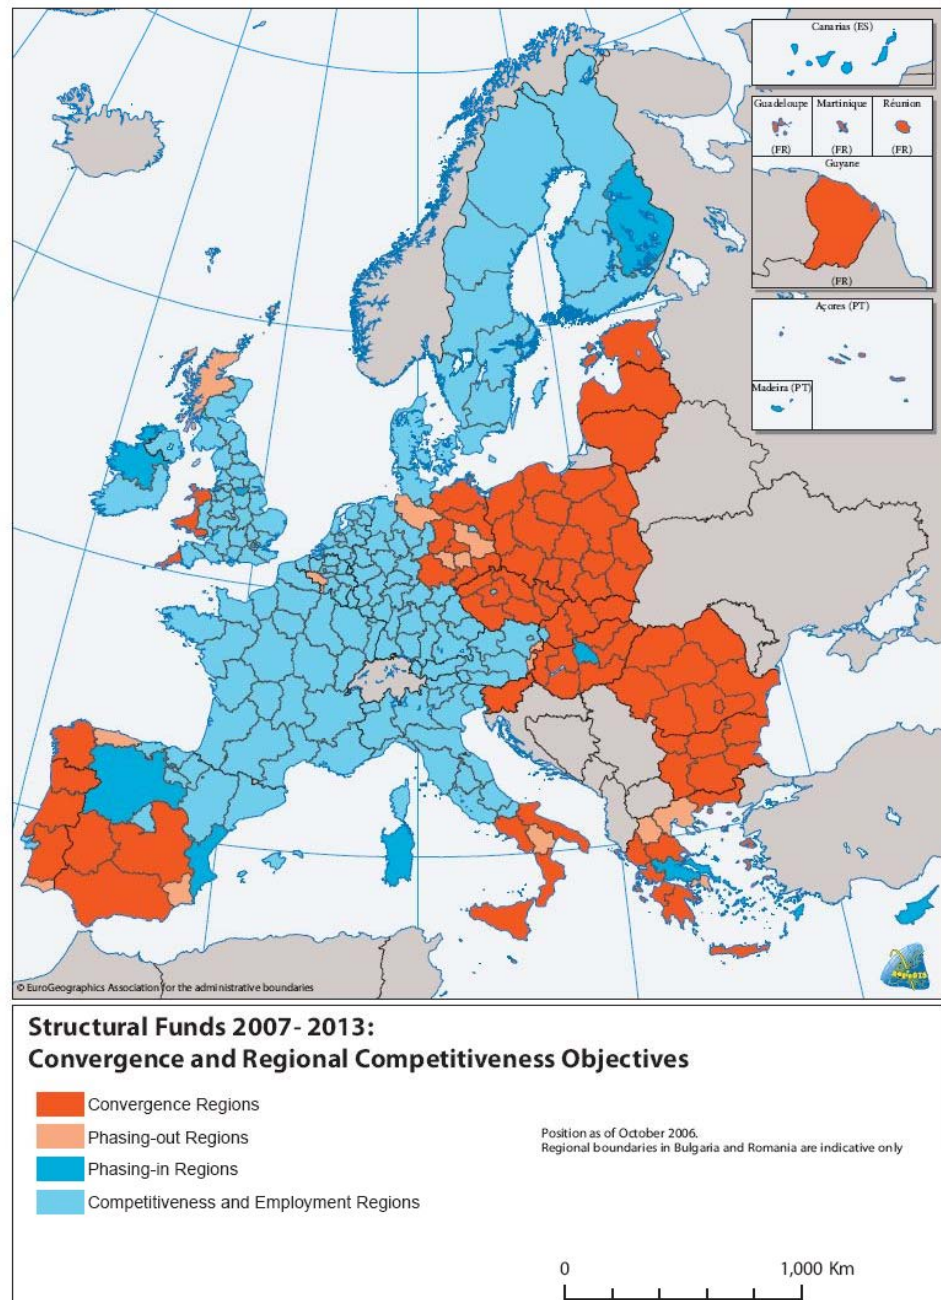 Canarias (ES)
Guadeloupe
Martinique
Réunion
(FR)
(FR)
(FR)
Guyane
(FR)
Açores (PT)
Madeira (PT)
© EuroGeographics Association for the administrative boundaries
Structural Funds 2007- 2013:
Convergence and Regional Competitiveness Objectives
Convergence Regions
Phasing-out Regions
Phasing-in Regions
Competitiveness and Employment Regions
Position as of October 2006.
Regional boundaries in Bulgaria and Romania are indicative only
0
1,000 Km